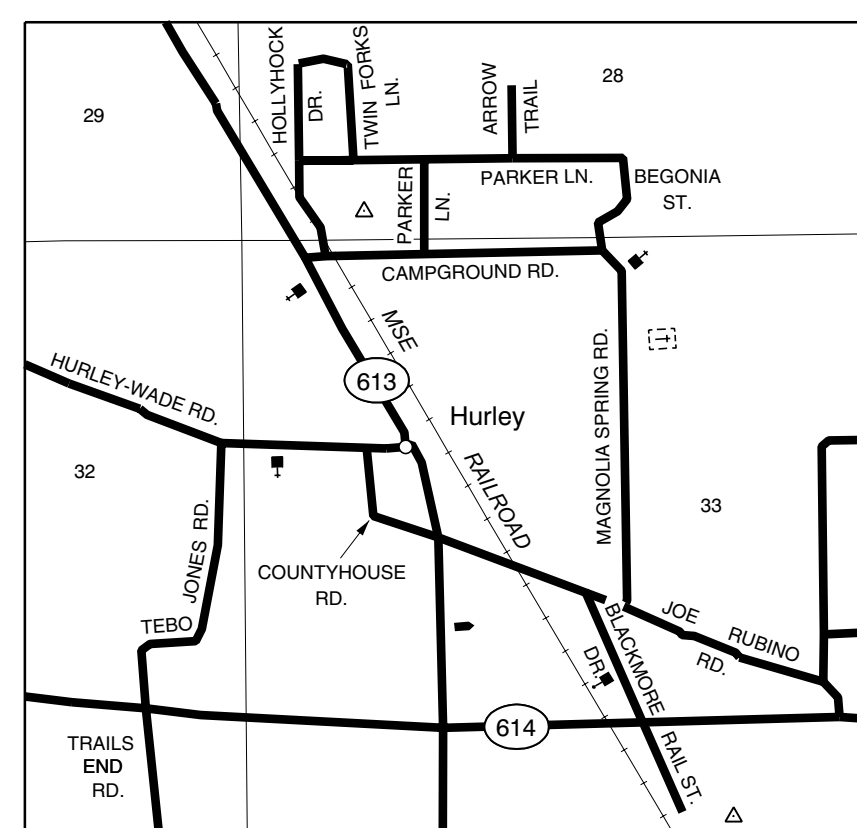 HOLLYHOCK
DR.
TWIN FORKS
LN.
ARROW
TRAIL
28
29
PARKER
LN.
PARKER LN.
BEGONIA
ST.
CAMPGROUND RD.
MSE
RAILROAD
613
Hurley
HURLEY-WADE RD.
MAGNOLIA SPRING RD.
32
33
JONES RD.
TEBO
COUNTYHOUSE
RD.
JOE
RUBINO
RD.
BLACKMORE
DR.
RAIL ST.
614
TRAILS
END
RD.